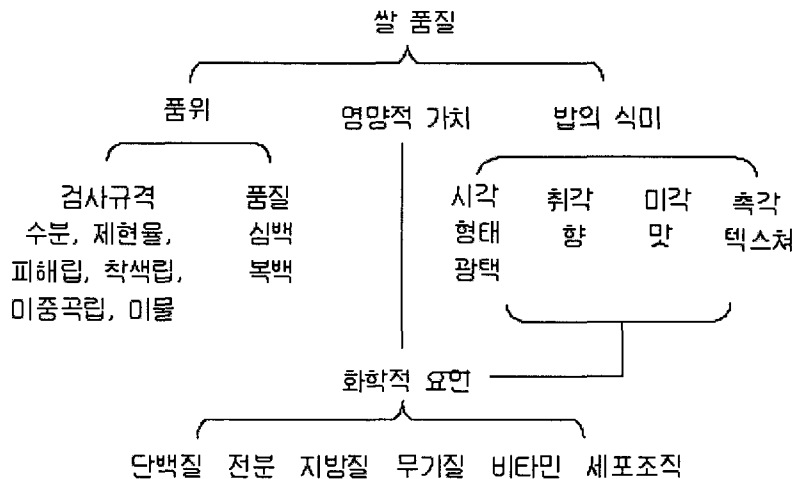 쌀 품질
품위 영양적 가치 밥의 식미
검사규격 품질 시각 취각 미각 촉각
수분, 제현율, 심백 형태 향 맛 텍스쳐
피해립, 착색립, 복백 광택
미중곡립, 미물
화학적 요인
단백질 전분 지방질 무기질 비타민 세포조직